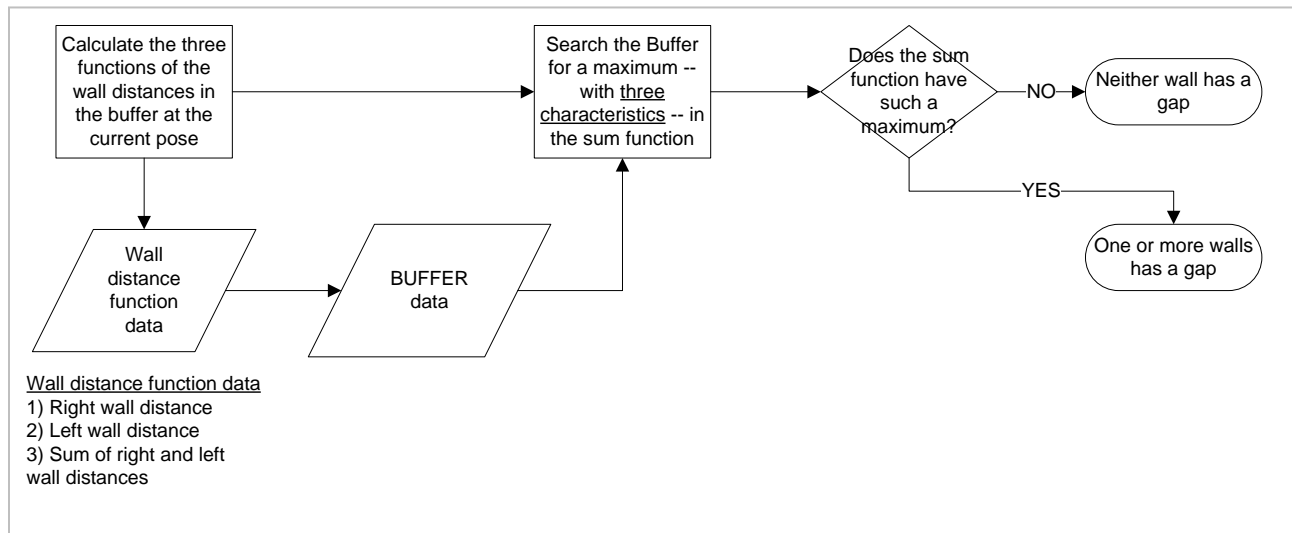 Calculate the three
functions of the
wall distances in
the buffer at the
current pose
Search the Buffer
for a maximum --
with three
characteristics -- in
the sum function
Does the sum
function have
such a
maximum?
NO
Neither wall has a
gap
YES
One or more walls
has a gap
Wall
distance
function
data
BUFFER
data
Wall distance function data
1) Right wall distance
2) Left wall distance
3) Sum of right and left
wall distances